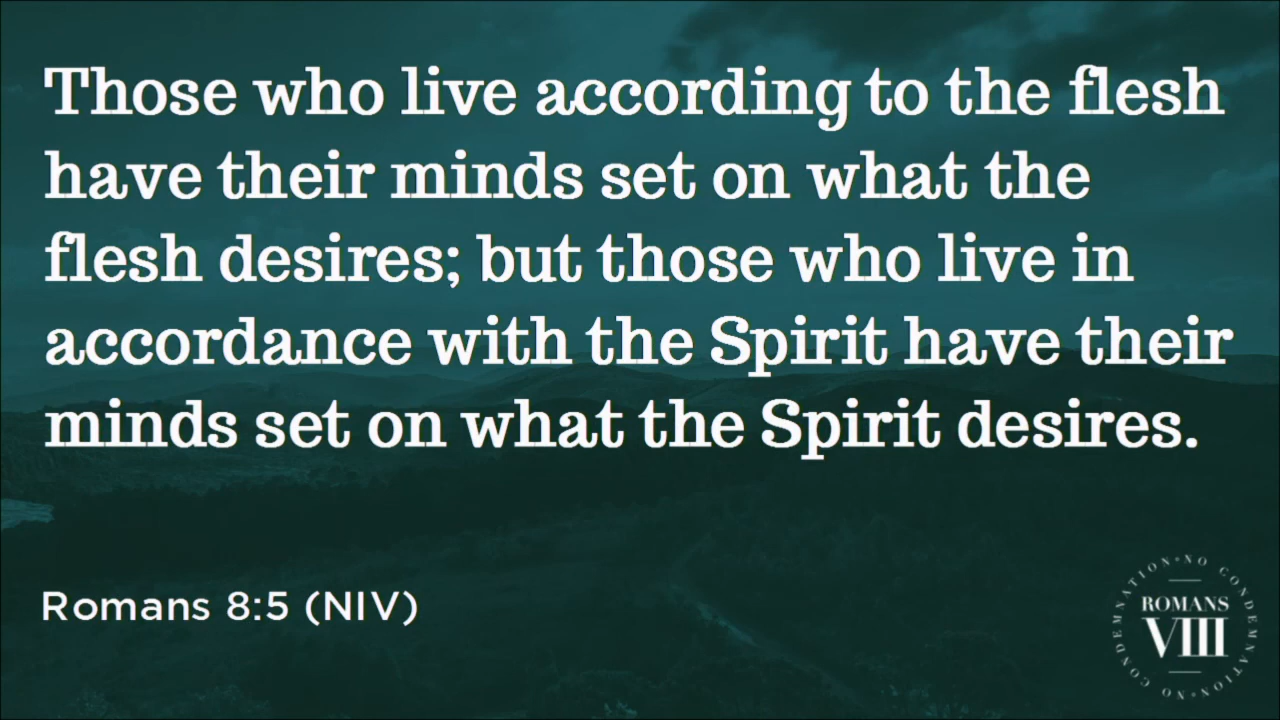 Those who live according to the flesh
have their minds set on what the
flesh desires; but those who live in
accordance with the Spirit have their
minds set on what the Spirit desires.
Romans 8:5 (NIV)
NO CONDEMNATION • NO CONDEMNATION •
ROMANS
VIII